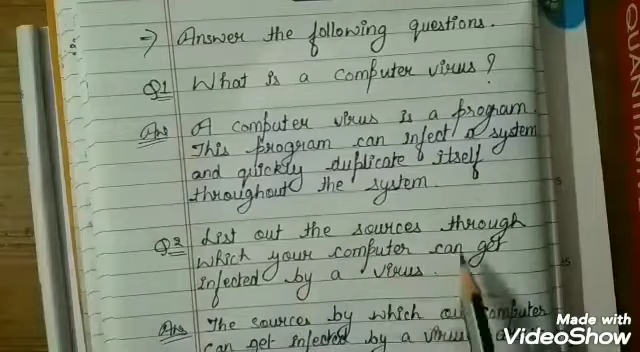 => Answer the following questions.
Q1 What is a computer virus?
Ans A computer virus is a program.
This program can infect a system
and quickly duplicate itself
throughout the system.
Q2 List out the sources through
which your computer can get
infected by a virus.
Ans The sources by which our computer
can get infected by a virus
Made with
VideoShow